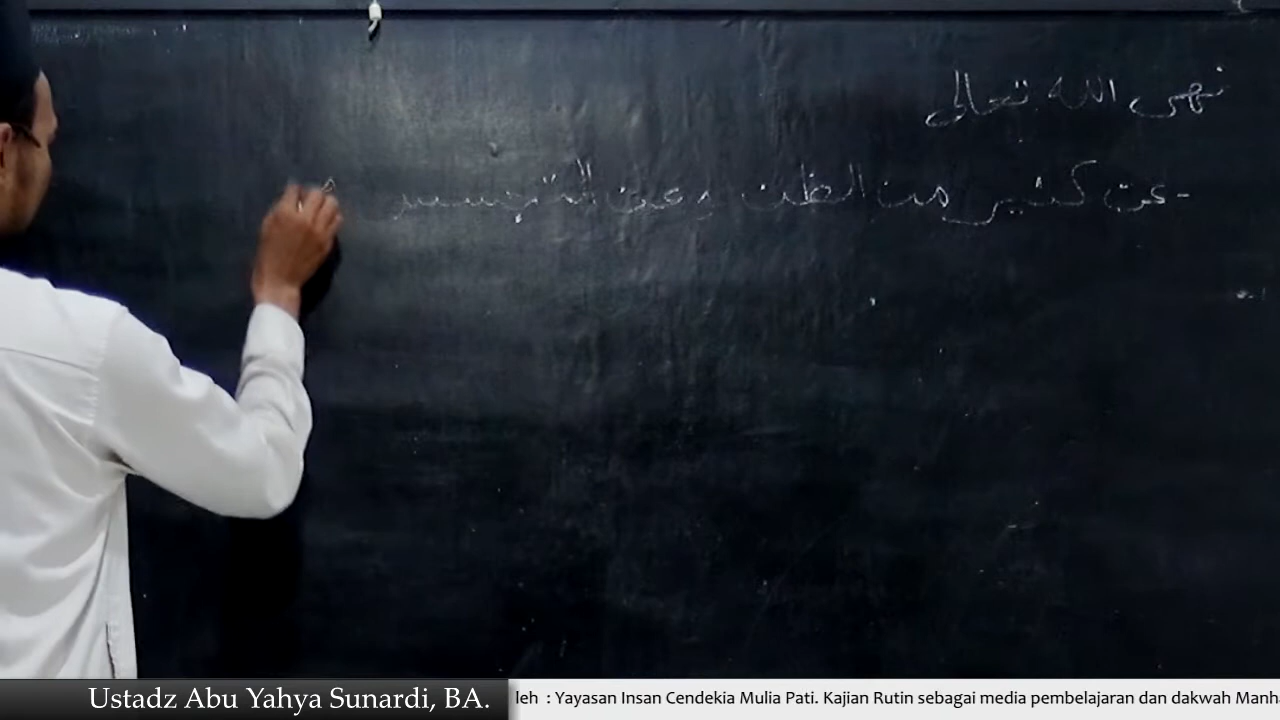 نهى الله تعالى
- عن كثير من الظن وعن التجسس
Ustadz Abu Yahya Sunardi, BA.
leh : Yayasan Insan Cendekia Mulia Pati. Kajian Rutin sebagai media pembelajaran dan dakwah Manh